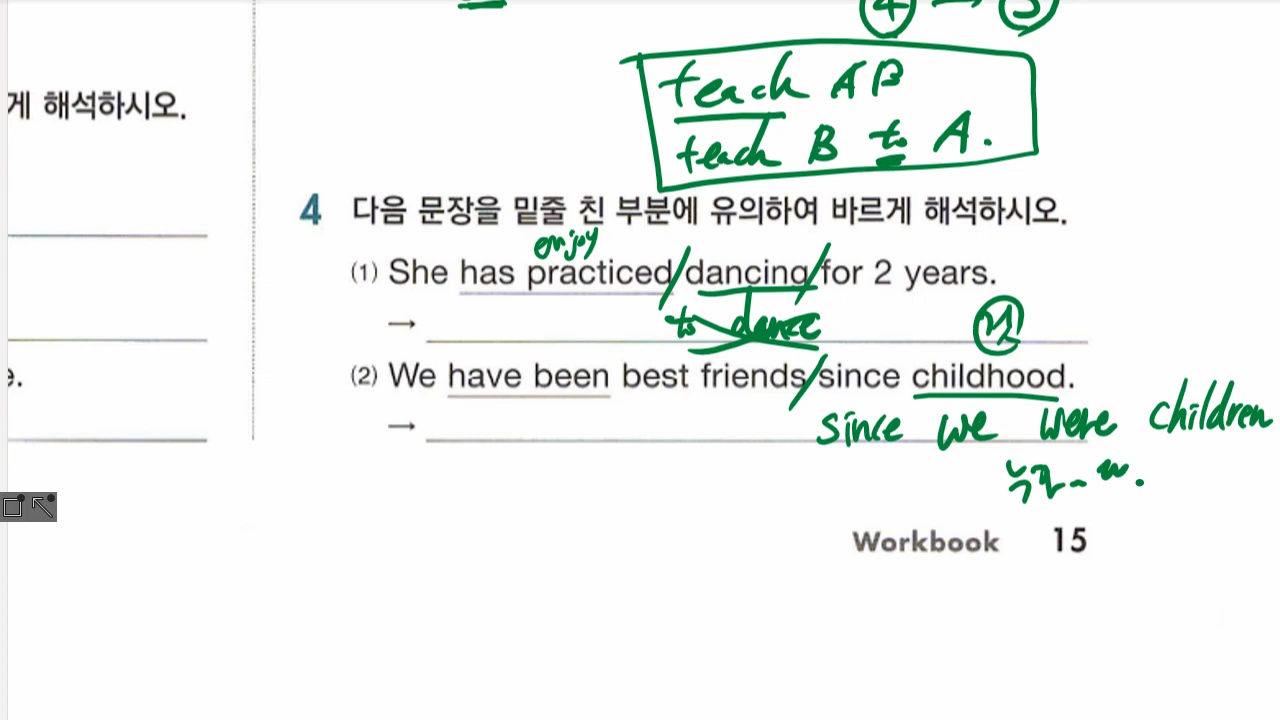 ④ → ⑤
teach A B
teach B to A.
게 해석하시오.
4 다음 문장을 밑줄 친 부분에 유의하여 바르게 해석하시오.
enjoy
(1) She has practiced/dancing/for 2 years.
→ to dance
(2) We have been best friends/since childhood.
e.
→ since we were children
Workbook 15